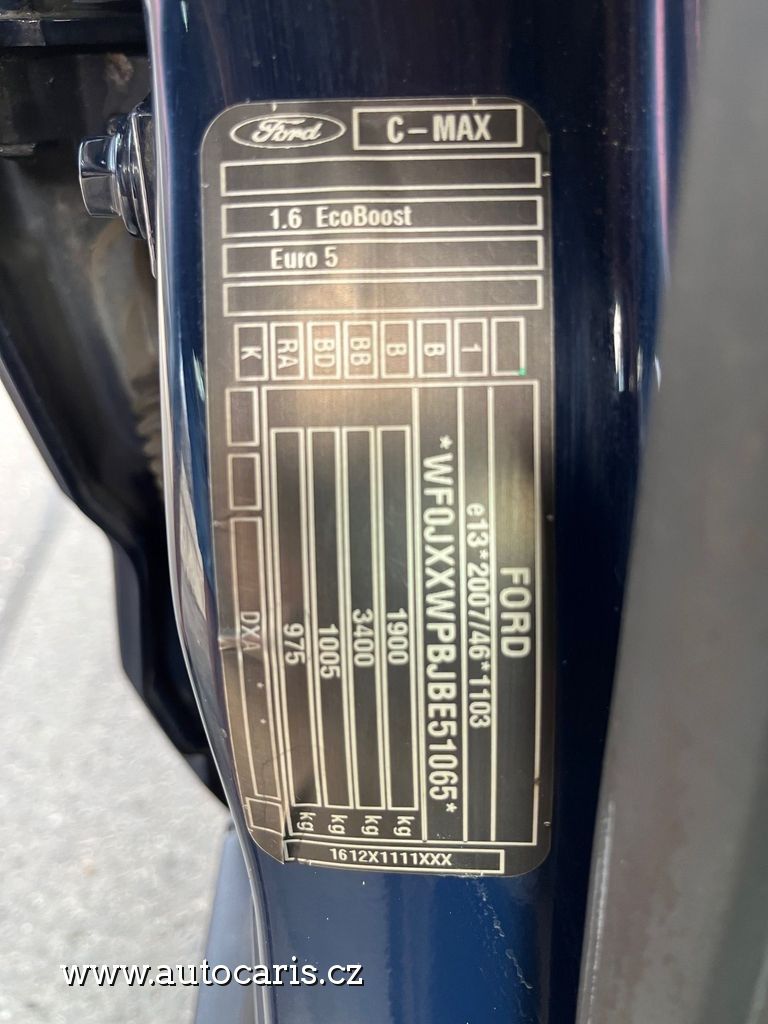 Ford
C-MAX
1.6 EcoBoost
Euro 5
K RA BD BB B B 1
FORD
e13*2007/46*1103
*WF0JXXWPBJBE51065*
1900 kg
3400 kg
1005 kg
975 kg
DXA
1612X1111XXX
www.autocaris.cz